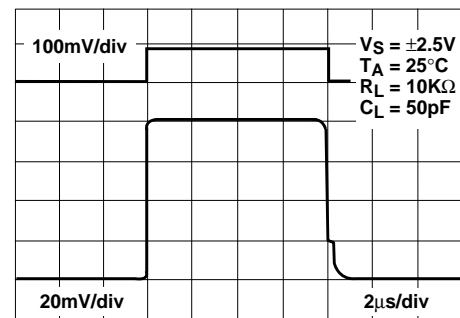 100mV/div
VS = ±2.5V
TA = 25°C
RL = 10KΩ
CL = 50pF
20mV/div
2µs/div